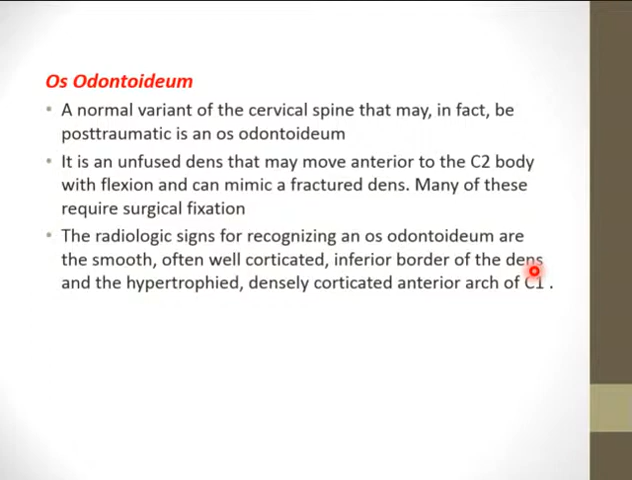 Os Odontoideum
• A normal variant of the cervical spine that may, in fact, be
posttraumatic is an os odontoideum
• It is an unfused dens that may move anterior to the C2 body
with flexion and can mimic a fractured dens. Many of these
require surgical fixation
• The radiologic signs for recognizing an os odontoideum are
the smooth, often well corticated, inferior border of the dens
and the hypertrophied, densely corticated anterior arch of C1 .